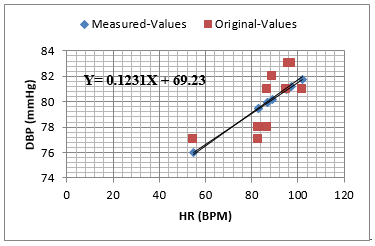 Measured-Values Original-Values
84
82
80
78
76
74
Y= 0.1231X + 69.23
DBP (mmHg)
0 20 40 60 80 100 120
HR (BPM)